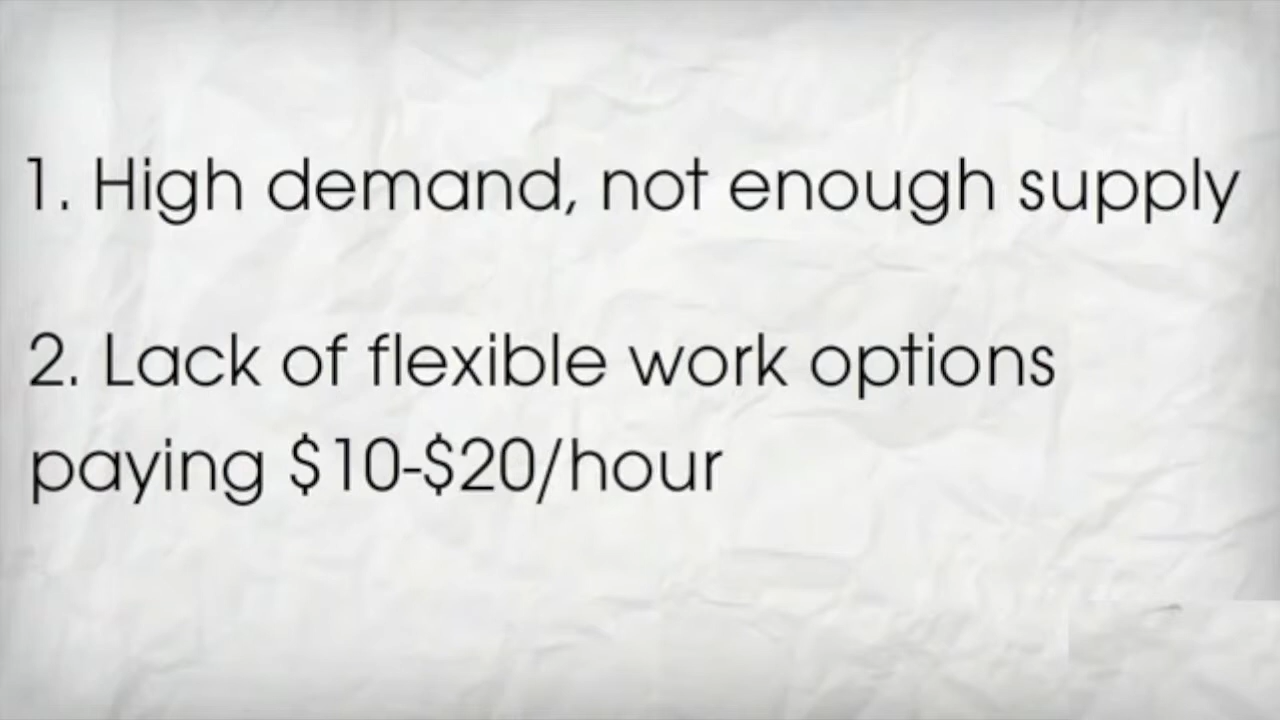 1. High demand, not enough supply
2. Lack of flexible work options
paying $10-$20/hour